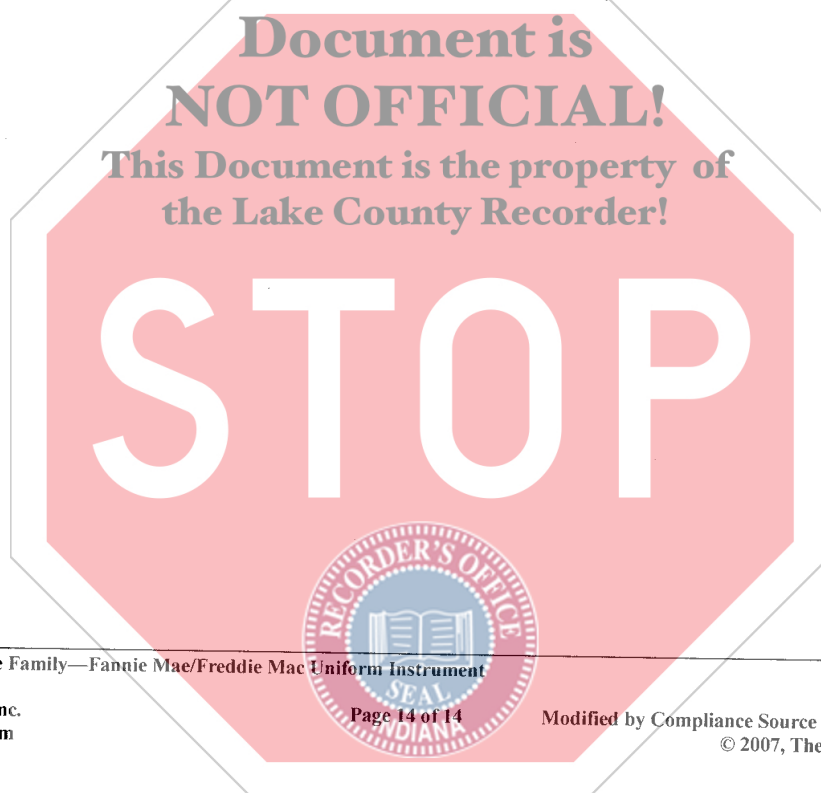 Document is
NOT OFFICIAL!
This Document is the property of
the Lake County Recorder!
STOP
RECORDER'S OFFICE
SEAL
INDIANA
Family—Fannie Mae/Freddie Mac Uniform Instrument
Page 14 of 14
Modified by Compliance Source
© 2007, The